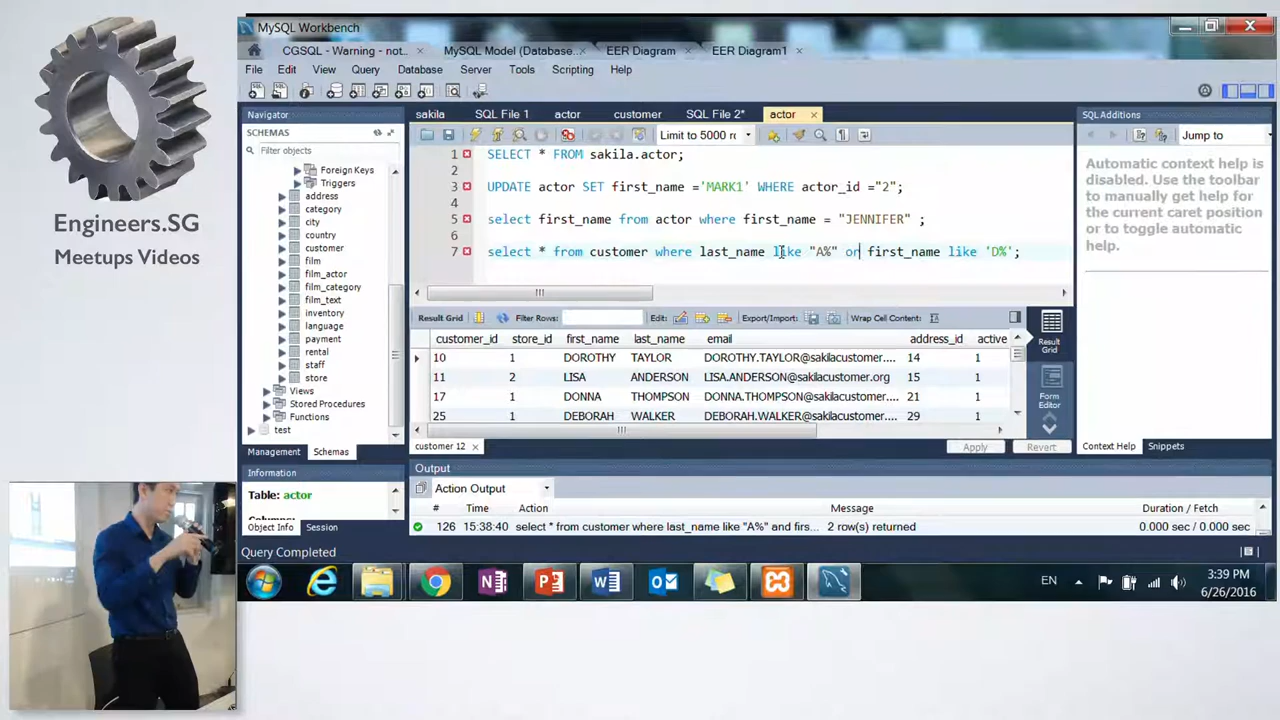 MySQL Workbench
CGSQL - Warning - not... × MySQL Model (Database... × EER Diagram × EER Diagram1 ×
File Edit View Query Database Server Tools Scripting Help
Navigator
SCHEMAS
Filter objects
Foreign Keys
Triggers
address
category
city
country
customer
film
film_actor
film_category
film_text
inventory
language
payment
rental
staff
store
Views
Stored Procedures
Functions
test
Management Schemas
Information
Table: actor
Object Info Session
Query Completed
sakila SQL File 1 actor customer SQL File 2* actor ×
Limit to 5000 ro
1 SELECT * FROM sakila.actor;
2
3 UPDATE actor SET first_name ='MARK1' WHERE actor_id ="2";
4
5 select first_name from actor where first_name = "JENNIFER" ;
6
7 select * from customer where last_name like "A%" or first_name like 'D%';
Result Grid Filter Rows: Edit: Export/Import: Wrap Cell Content:
customer_id store_id first_name last_name email address_id active
10 1 DOROTHY TAYLOR DOROTHY.TAYLOR@sakilacustomer.... 14 1
11 2 LISA ANDERSON LISA.ANDERSON@sakilacustomer.org 15 1
17 1 DONNA THOMPSON DONNA.THOMPSON@sakilacustomer.... 21 1
25 1 DEBORAH WALKER DEBORAH.WALKER@sakilacustomer.... 29 1
Result
Grid
Form
Editor
customer 12 × Apply Revert
Output
Action Output
# Time Action Message Duration / Fetch
126 15:38:40 select * from customer where last_name like "A%" and firs... 2 row(s) returned 0.000 sec / 0.000 sec
SQL Additions
Jump to
Automatic context help is
disabled. Use the toolbar
to manually get help for
the current caret position
or to toggle automatic
help.
Context Help Snippets
EN
3:39 PM
6/26/2016
Engineers.SG
Meetups Videos